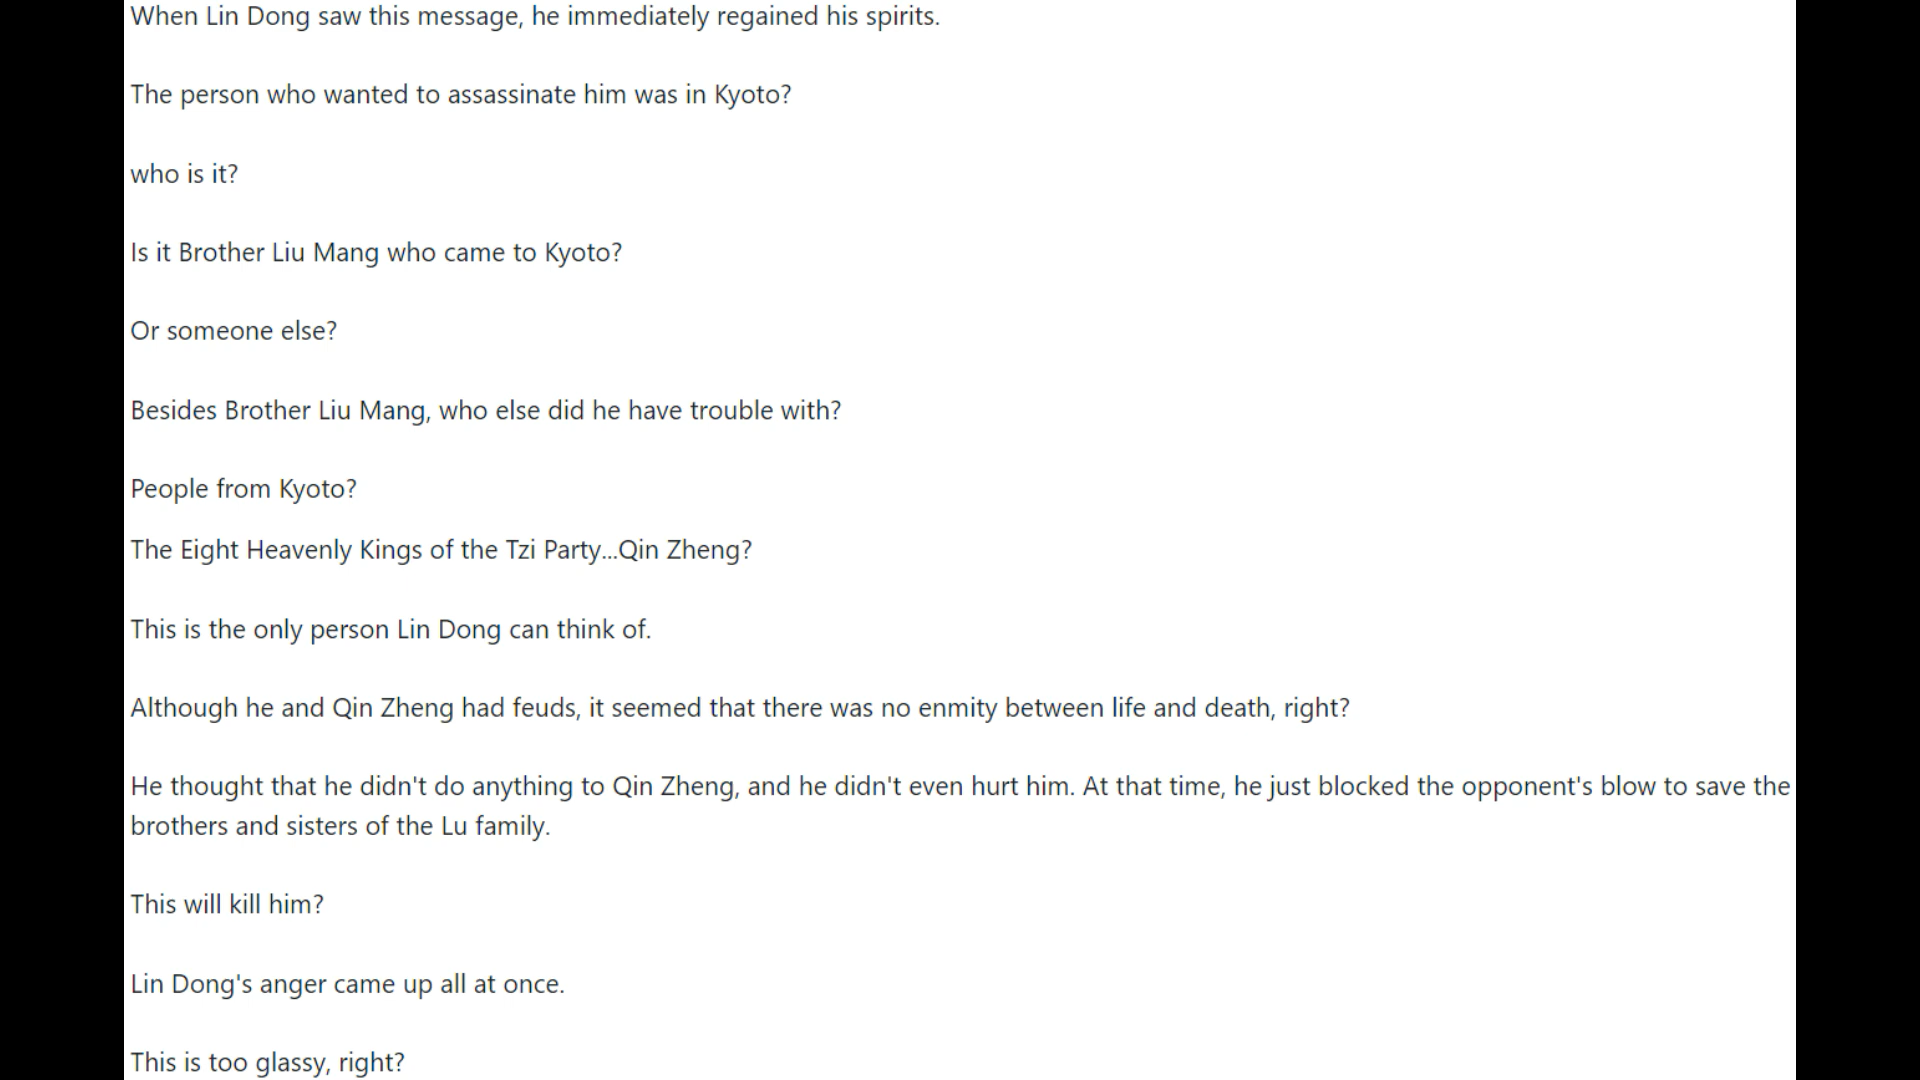 When Lin Dong saw this message, he immediately regained his spirits.
The person who wanted to assassinate him was in Kyoto?
who is it?
Is it Brother Liu Mang who came to Kyoto?
Or someone else?
Besides Brother Liu Mang, who else did he have trouble with?
People from Kyoto?
The Eight Heavenly Kings of the Tzi Party...Qin Zheng?
This is the only person Lin Dong can think of.
Although he and Qin Zheng had feuds, it seemed that there was no enmity between life and death, right?
He thought that he didn't do anything to Qin Zheng, and he didn't even hurt him. At that time, he just blocked the opponent's blow to save the
brothers and sisters of the Lu family.
This will kill him?
Lin Dong's anger came up all at once.
This is too glassy, right?